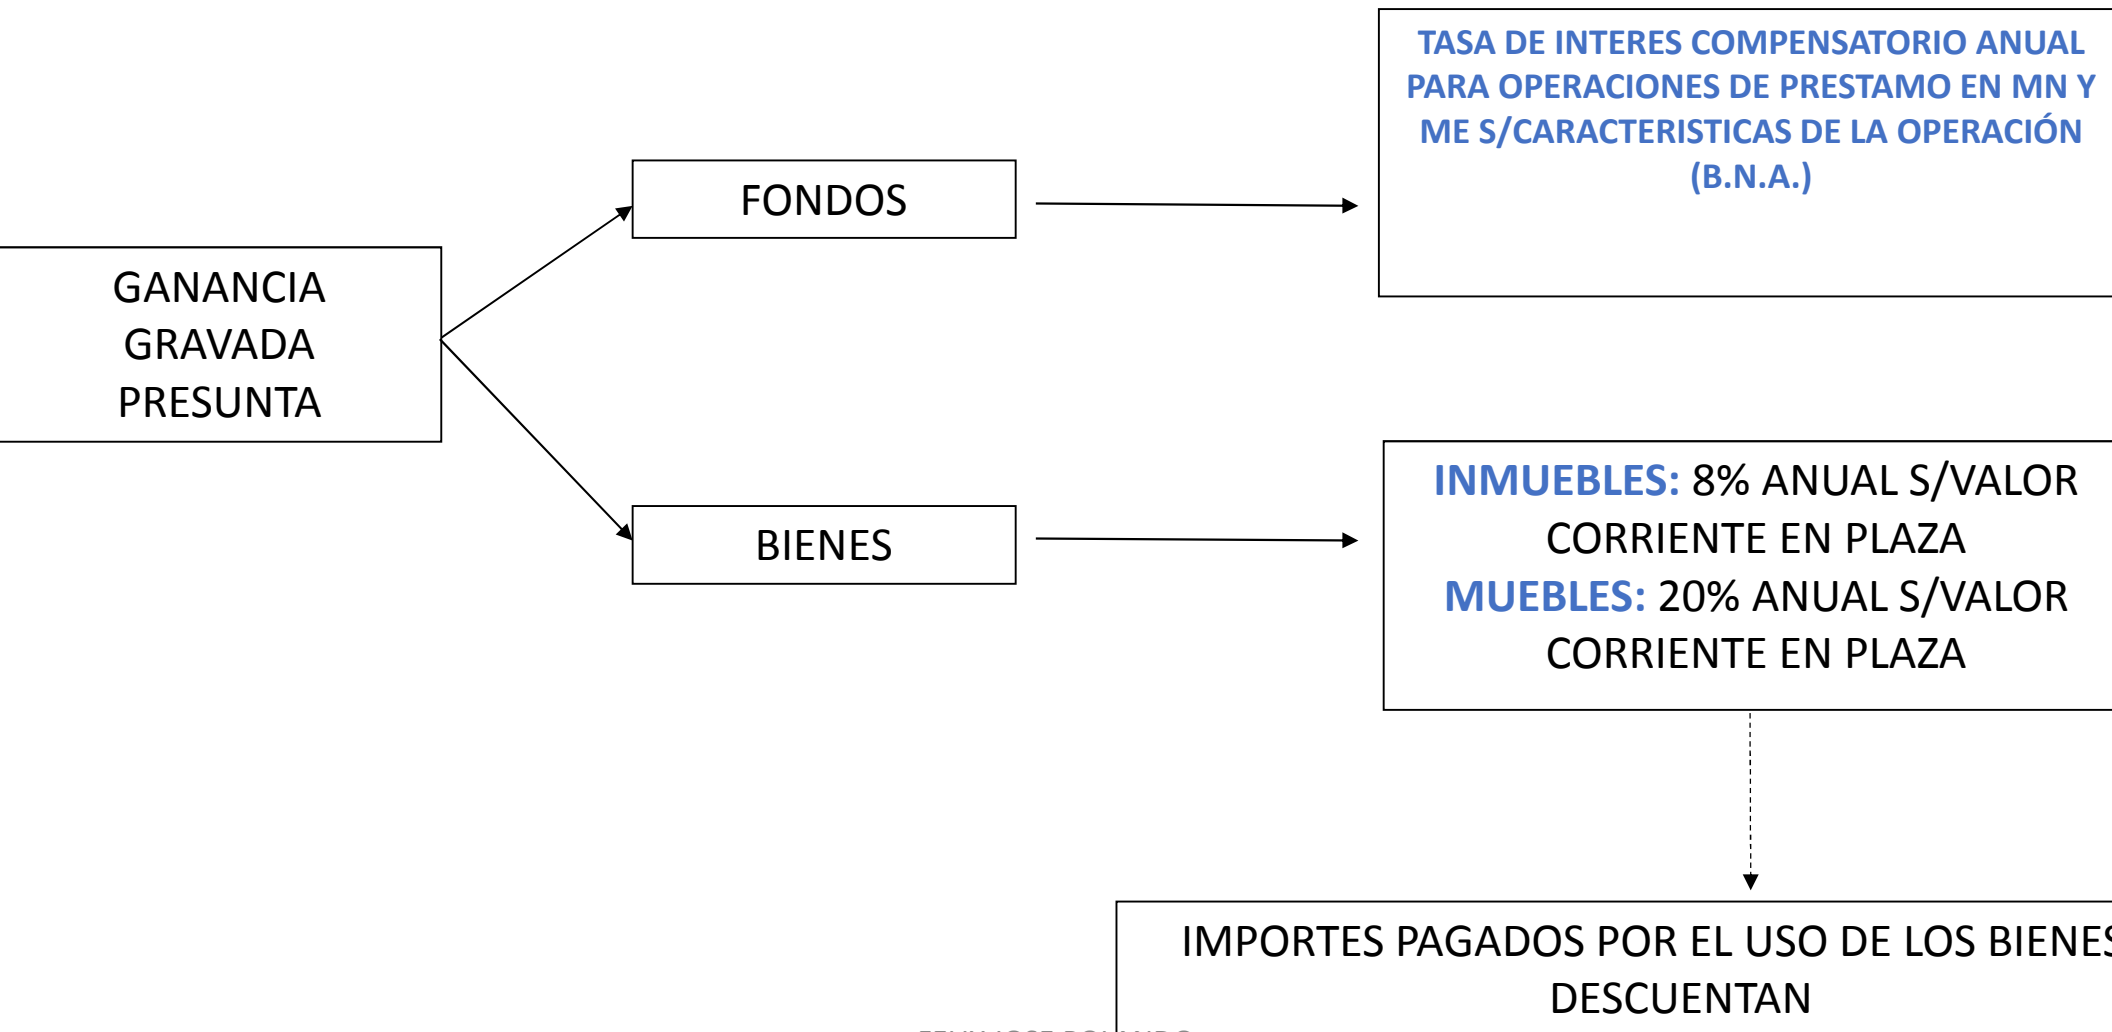 TASA DE INTERES COMPENSATORIO ANUAL
PARA OPERACIONES DE PRESTAMO EN MN Y
ME S/CARACTERISTICAS DE LA OPERACIÓN
(B.N.A.)
FONDOS
GANANCIA
GRAVADA
PRESUNTA
INMUEBLES: 8% ANUAL S/VALOR
CORRIENTE EN PLAZA
MUEBLES: 20% ANUAL S/VALOR
CORRIENTE EN PLAZA
BIENES
IMPORTES PAGADOS POR EL USO DE LOS BIENES
DESCUENTAN